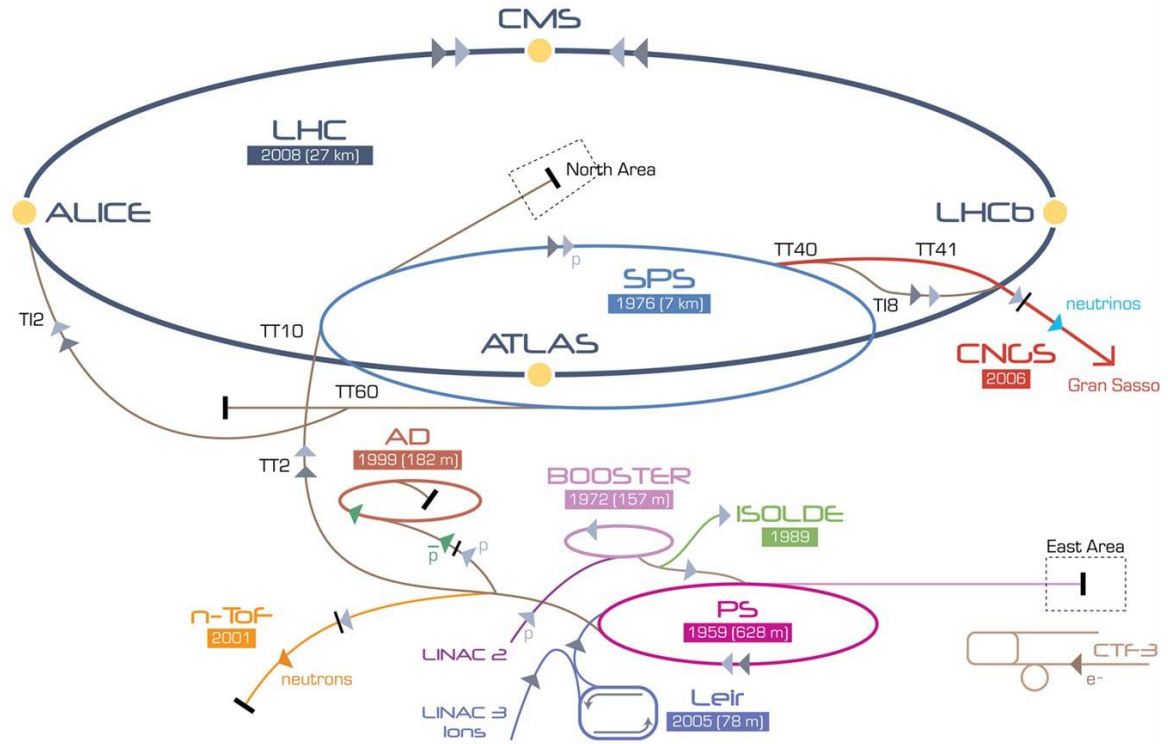 CMS
LHC
2008 (27 km)
North Area
ALICE
LHCb
TT40
TT41
p
SPS
1976 (7 km)
TI8
neutrinos
TI2
TT10
ATLAS
CNGS
2006
Gran Sasso
TT60
AD
1999 (182 m)
TT2
BOOSTER
1972 (157 m)
ISOLDE
1989
p̄
p
East Area
n-ToF
2001
PS
1959 (628 m)
p
LINAC 2
neutrons
CTF-3
e-
LINAC 3
Ions
Leir
2005 (78 m)